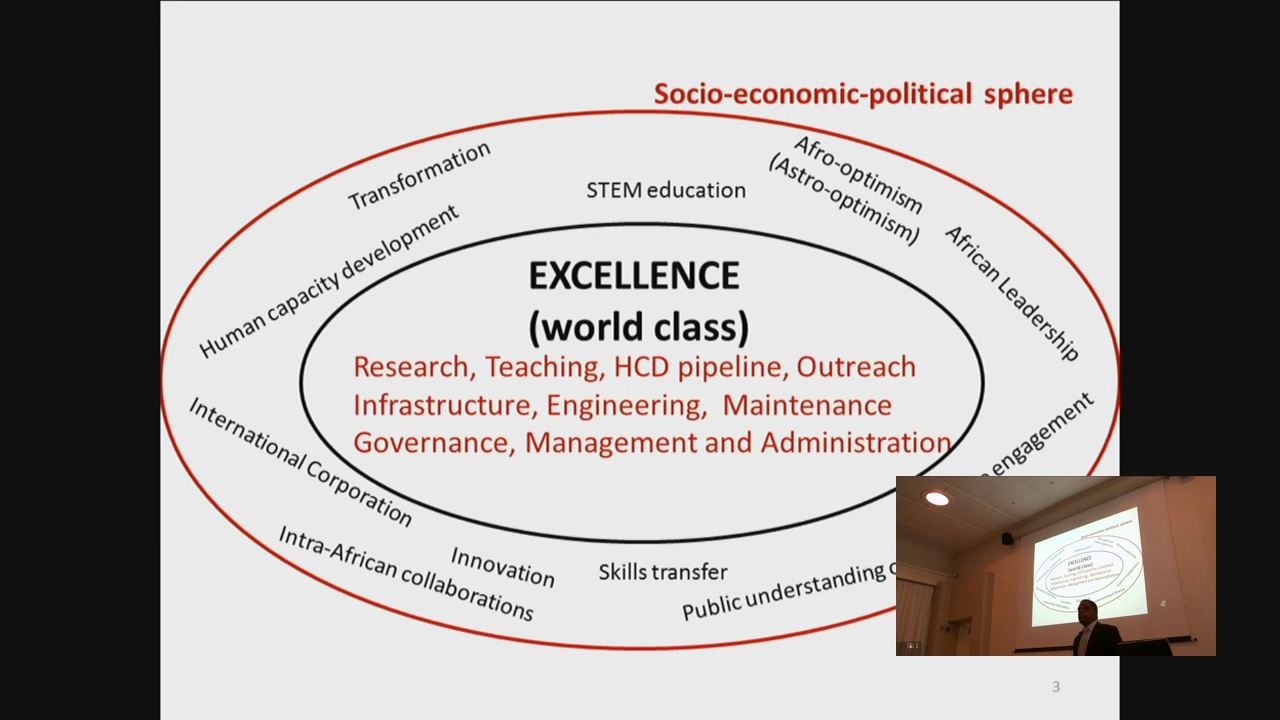 Socio-economic-political sphere
Transformation
STEM education
Afro-optimism
(Astro-optimism)
Human capacity development
African Leadership
EXCELLENCE
(world class)
Research, Teaching, HCD pipeline, Outreach
Infrastructure, Engineering, Maintenance
Governance, Management and Administration
International Corporation
engagement
Intra-African collaborations
Innovation
Skills transfer
Public understanding
3